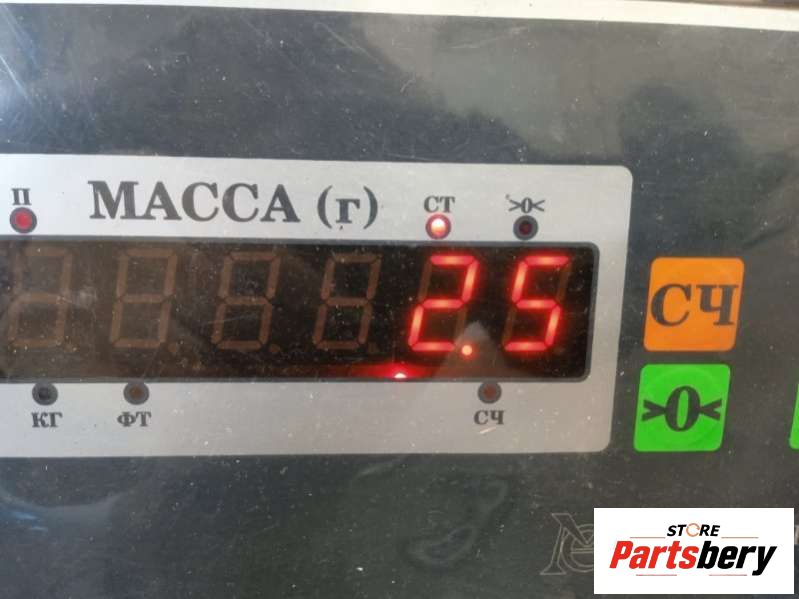 П МАССА (г) СТ >0<
2.5
КГ ФТ СЧ
СЧ
>0<
STORE
Partsbery